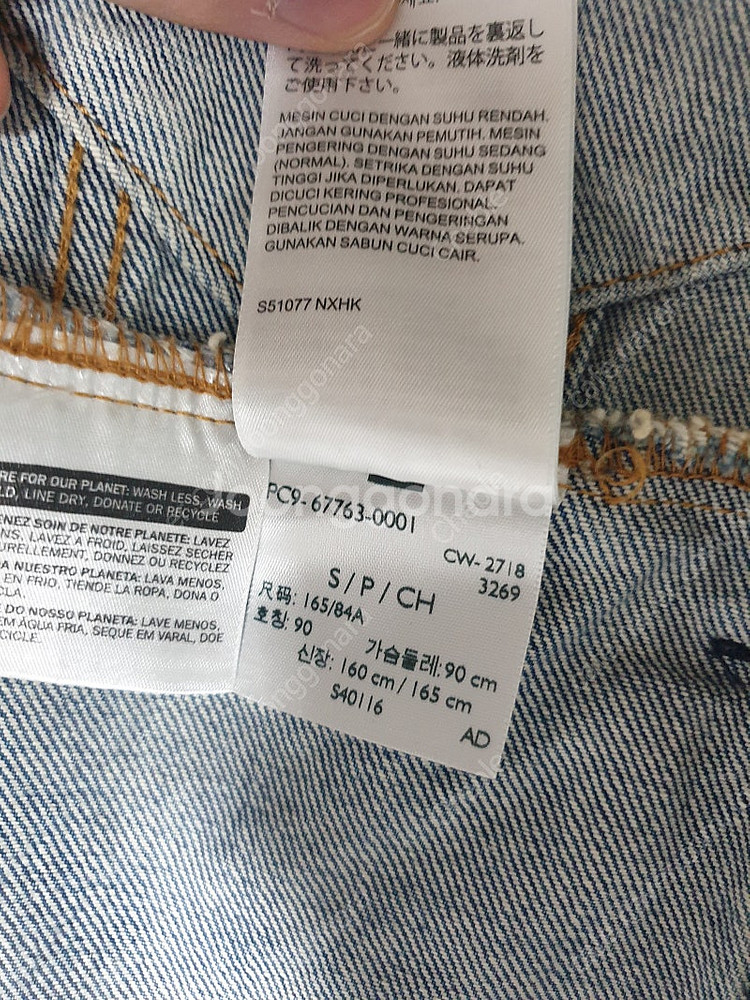 一緒に製品を裏返し
て洗ってください。液体洗剤を
ご使用下さい。
MESIN CUCI DENGAN SUHU RENDAH.
JANGAN GUNAKAN PEMUTIH. MESIN
PENGERING DENGAN SUHU SEDANG
(NORMAL). SETRIKA DENGAN SUHU
TINGGI JIKA DIPERLUKAN. DAPAT
DICUCI KERING PROFESIONAL.
PENCUCIAN DAN PENGERINGAN
DIBALIK DENGAN WARNA SERUPA.
GUNAKAN SABUN CUCI CAIR.
S51077 NXHK
RE FOR OUR PLANET: WASH LESS, WASH
LD, LINE DRY, DONATE OR RECYCLE
ENEZ SOIN DE NOTRE PLANETE: LAVEZ
NS, LAVEZ A FROID, LAISSEZ SECHER
URELLEMENT, DONNEZ OU RECYCLEZ
A NUESTRO PLANETA: LAVA MENOS,
EN FRIO, TIENDE LA ROPA, DONA O
CLA.
DO NOSSO PLANETA: LAVE MENOS,
EM ÁGUA FRIA, SEQUE EM VARAL, DOE
CICLE.
PC9-67763-0001
CW- 2718
3269
S/P/CH
尺码: 165/84A
호칭: 90
가슴둘레: 90 cm
신장: 160 cm / 165 cm
S40116
AD
joonggonara